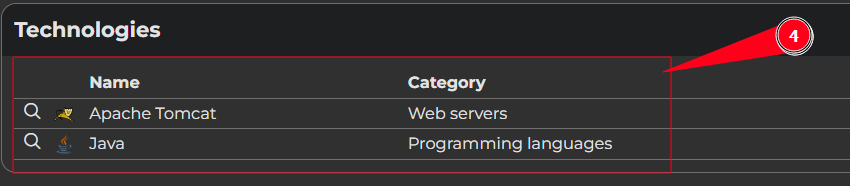 Technologies
4
Name Category
Apache Tomcat Web servers
Java Programming languages